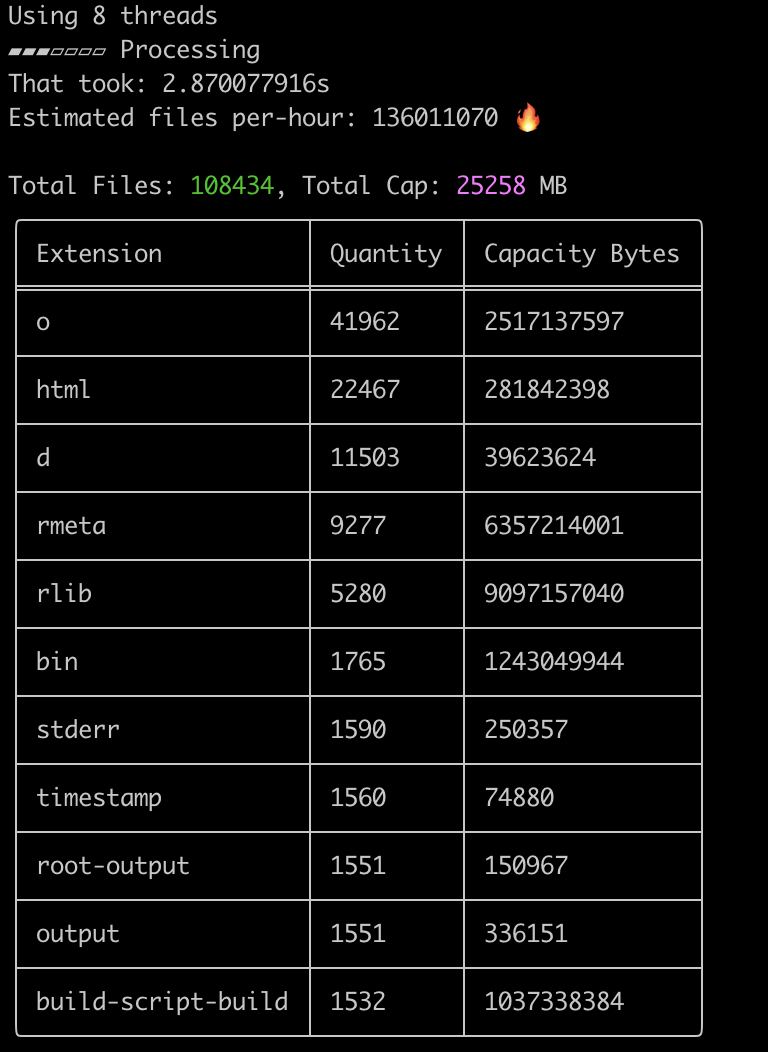 Using 8 threads
▰▰▰▱▱▱▱ Processing
That took: 2.870077916s
Estimated files per-hour: 136011070 🔥
Total Files: 108434, Total Cap: 25258 MB
Extension Quantity Capacity Bytes
o 41962 2517137597
html 22467 281842398
d 11503 39623624
rmeta 9277 6357214001
rlib 5280 9097157040
bin 1765 1243049944
stderr 1590 250357
timestamp 1560 74880
root-output 1551 150967
output 1551 336151
build-script-build 1532 1037338384